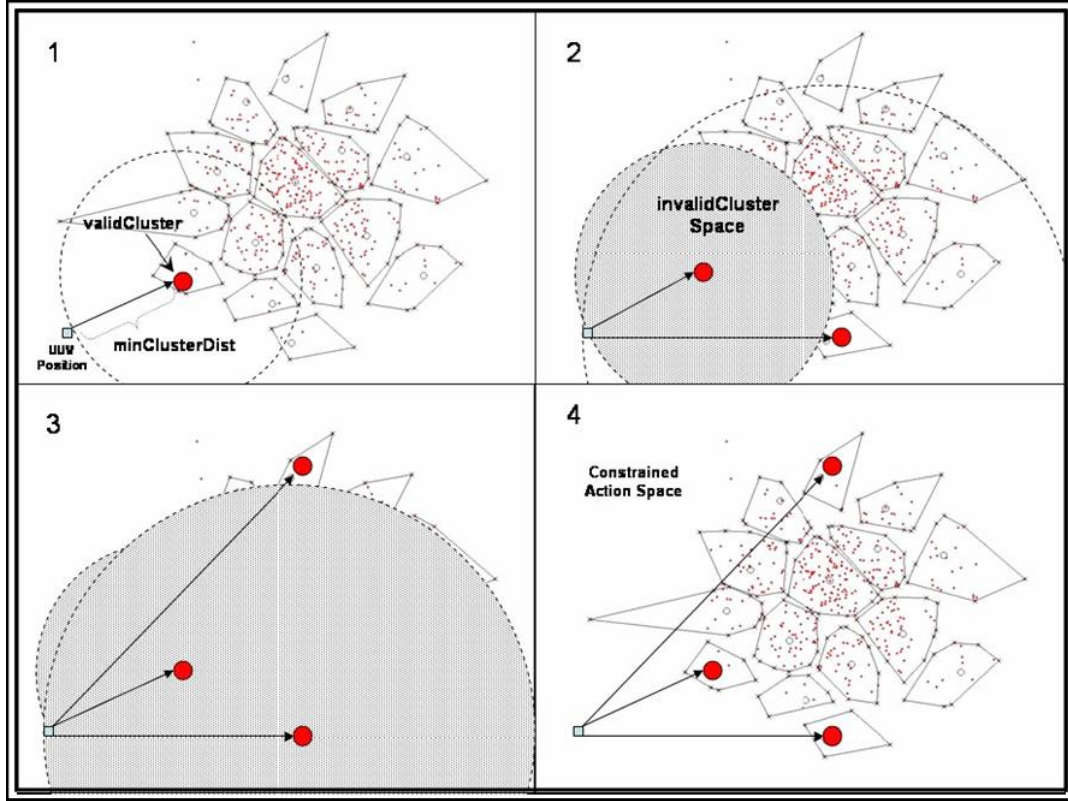 1
validCluster
minClusterDist
UUV
Position
2
invalidCluster
Space
3
4
Constrained
Action Space